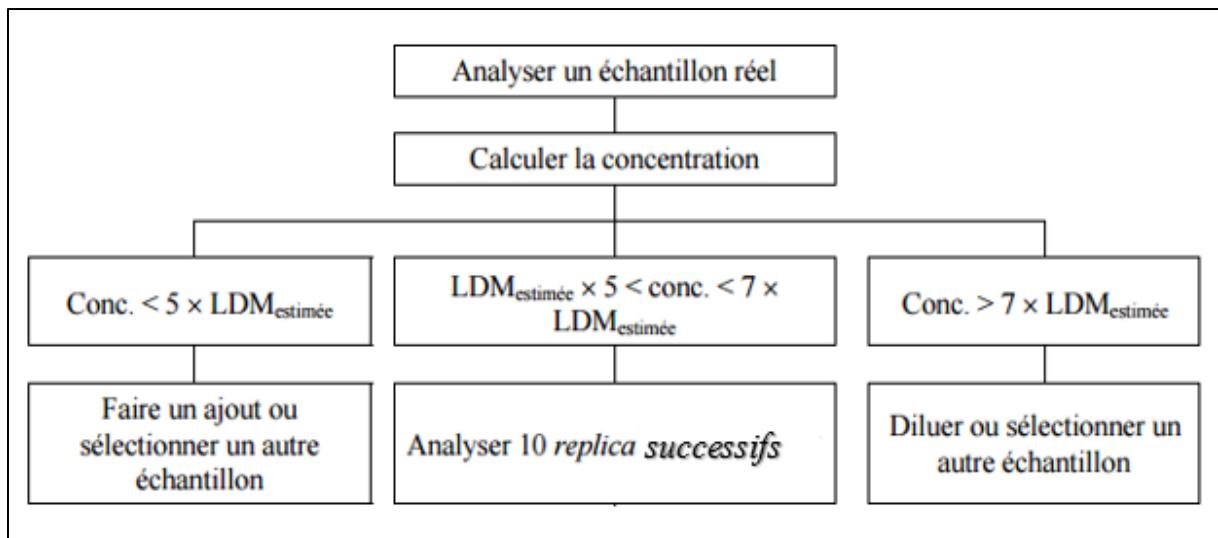 Analyser un échantillon réel
Calculer la concentration
Conc. < 5 × LDMestimée
LDMestimée × 5 < conc. < 7 ×
LDMestimée
Conc. > 7 × LDMestimée
Faire un ajout ou
sélectionner un autre
échantillon
Analyser 10 replica successifs
Diluer ou sélectionner un
autre échantillon